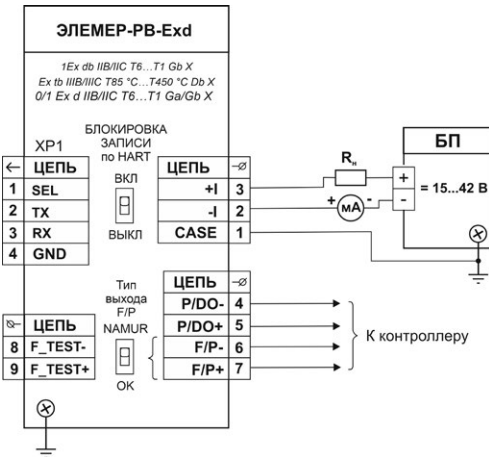 ЭЛЕМЕР-РВ-Exd
1Ex db IIB/IIC T6...T1 Gb X
Ex tb IIIB/IIIC T85 °C...T450 °C Db X
0/1 Ex d IIB/IIC T6...T1 Ga/Gb X
БЛОКИРОВКА
ЗАПИСИ
по HART
ВКЛ
ВЫКЛ
XP1
ЦЕПЬ
1 SEL
2 TX
3 RX
4 GND
ЦЕПЬ
+I 3
-I 2
CASE 1
Rн
+ мА -
БП
+
-
= 15...42 В
Тип
выхода
F/P
NAMUR
OK
ЦЕПЬ
8 F_TEST-
9 F_TEST+
ЦЕПЬ
P/DO- 4
P/DO+ 5
F/P- 6
F/P+ 7
К контроллеру